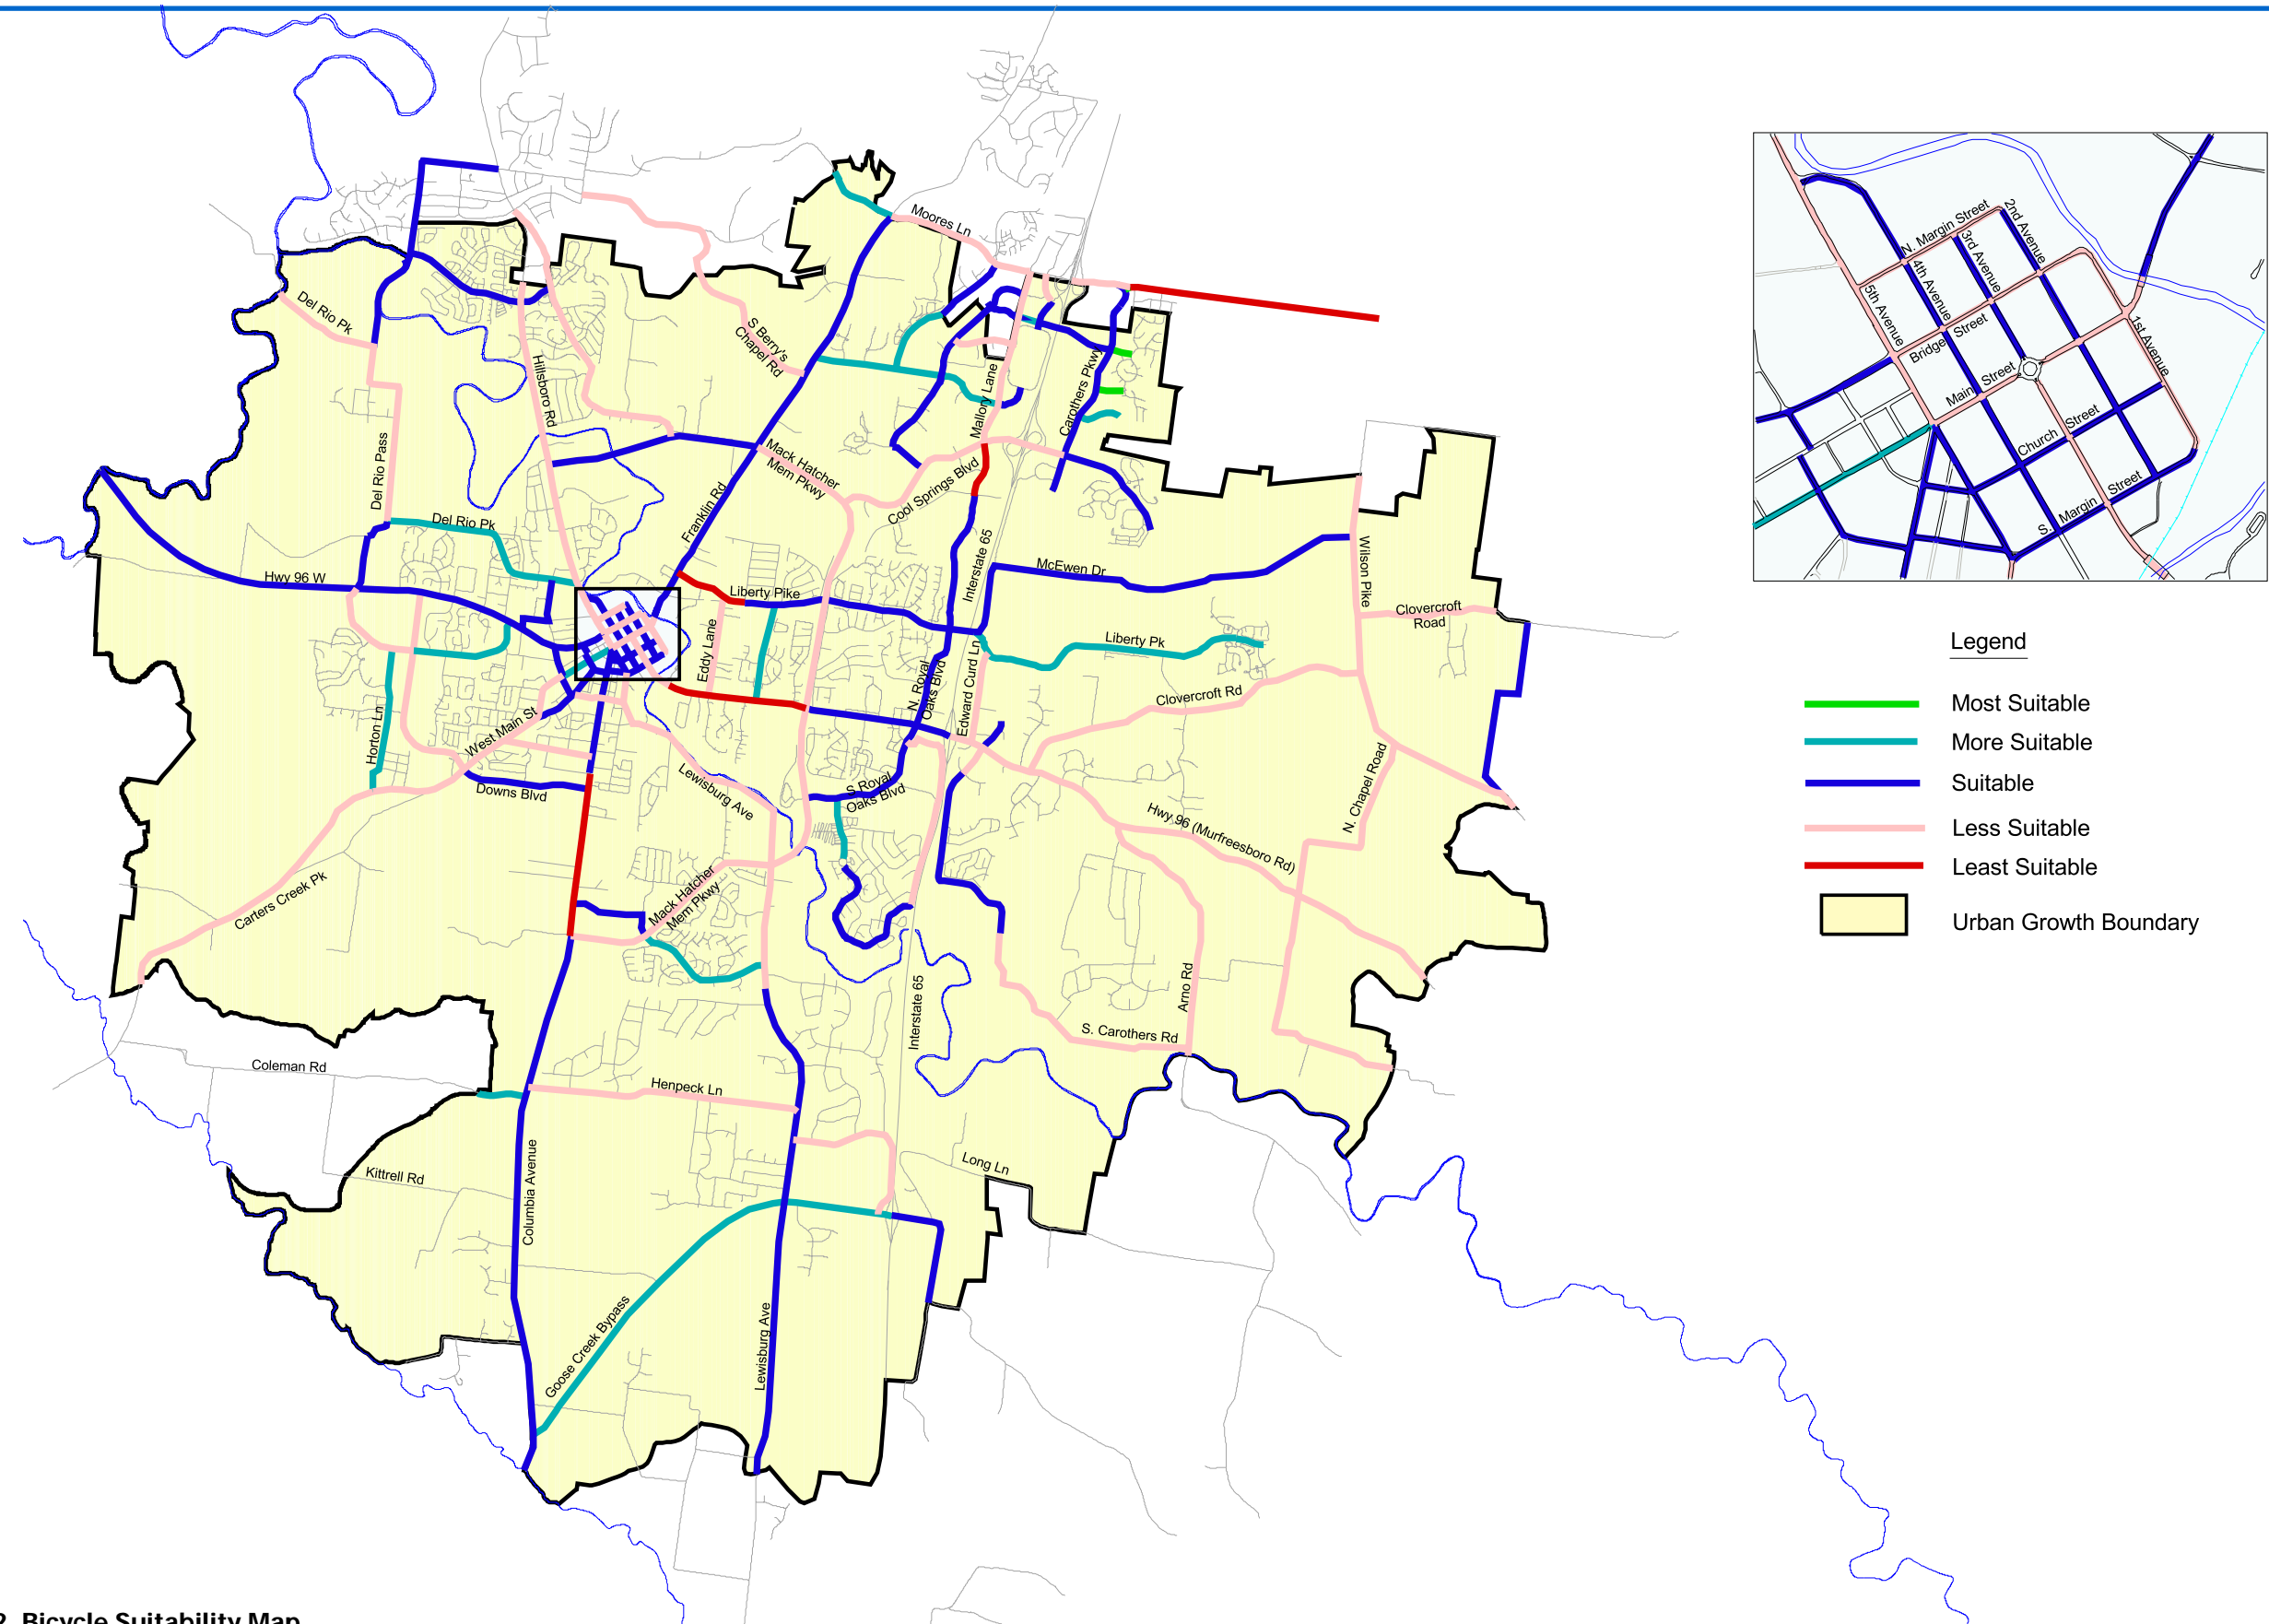 Moores Ln
Del Rio Pk
S Berry's
Chapel Rd
Hillsboro Rd
Mallory Lane
Carothers Pkwy
Del Rio Pass
Mack Hatcher
Mem Pkwy
Cool Springs Blvd
Franklin Rd
Del Rio Pk
Interstate 65
McEwen Dr
Wilson Pike
Hwy 96 W
Liberty Pike
Clovercroft
Road
Eddy Lane
Liberty Pk
N. Royal
Oaks Blvd
Edward Curd Ln
Clovercroft Rd
Horton Ln
West Main St
Downs Blvd
Lewisburg Ave
S Royal
Oaks Blvd
N. Chapel Road
Hwy 96 (Murfreesboro Rd)
Carters Creek Pk
Mack Hatcher
Mem Pkwy
Arno Rd
Interstate 65
S. Carothers Rd
Coleman Rd
Henpeck Ln
Kittrell Rd
Columbia Avenue
Long Ln
Goose Creek Bypass
Lewisburg Ave
N. Margin Street
2nd Avenue
3rd Avenue
4th Avenue
5th Avenue
Bridge Street
1st Avenue
Main Street
Church Street
S. Margin Street
Legend
Most Suitable
More Suitable
Suitable
Less Suitable
Least Suitable
Urban Growth Boundary
2. Bicycle Suitability Map